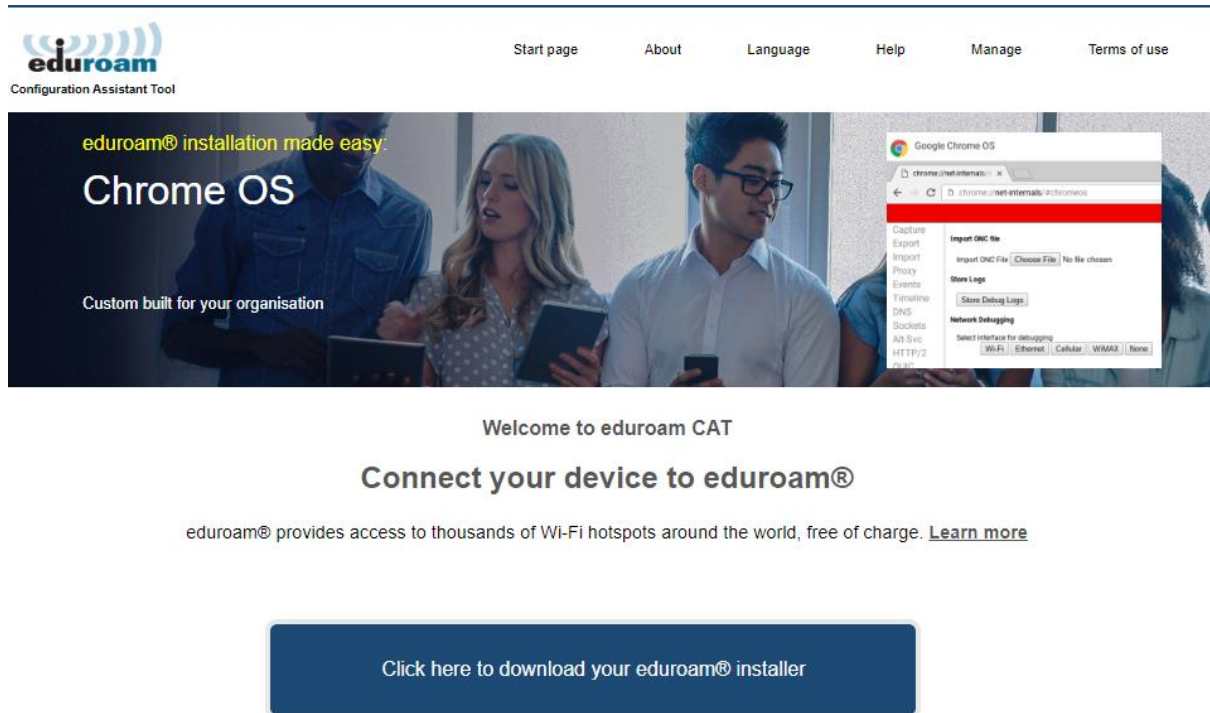 eduroam
Configuration Assistant Tool
Start page About Language Help Manage Terms of use
eduroam® installation made easy:
Chrome OS
Custom built for your organisation
Google Chrome OS
chrome://net-internals/#chromeos
Capture
Export
Import
Proxy
Events
Timeline
DNS
Sockets
Alt-Svc
HTTP/2
QUIC
Import ONC file
Import ONC File Choose File No file chosen
Store Logs
Store Debug Logs
Network Debugging
Select interface for debugging
Wi-Fi Ethernet Cellular WiMAX None
Welcome to eduroam CAT
Connect your device to eduroam®
eduroam® provides access to thousands of Wi-Fi hotspots around the world, free of charge. Learn more
Click here to download your eduroam® installer